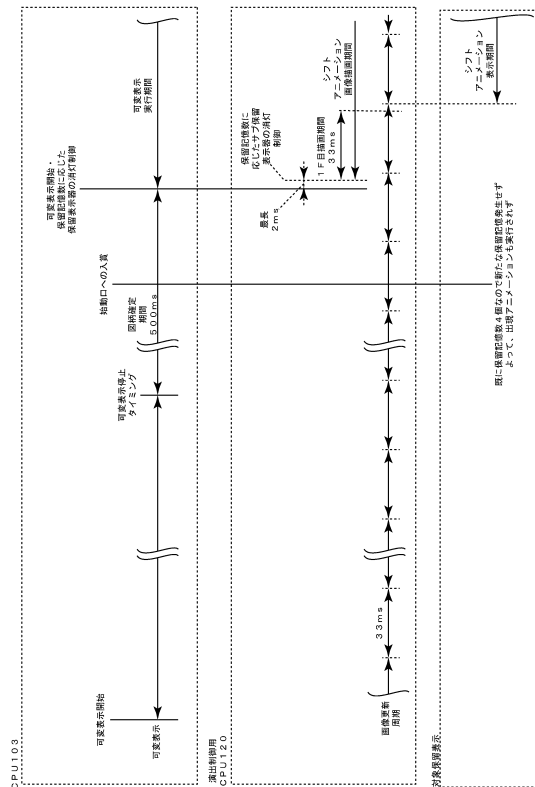 CPU103
可変表示開始
可変表示
可変表示停止
タイミング
図柄確定
期間
500ms
始動口への入賞
可変表示開始・
保留記憶数に応じた
保留表示器の消灯制御
可変表示
実行期間
演出制御用
CPU120
画像更新
周期
33ms
最長
2ms
保留記憶数に
応じたサブ保留
表示器の消灯
制御
1F目描画期間
33ms
シフト
アニメーション
画像描画期間
対象保留表示
既に保留記憶数4個なので新たな保留記憶発生せず
よって、出現アニメーションも実行されず
シフト
アニメーション
表示期間